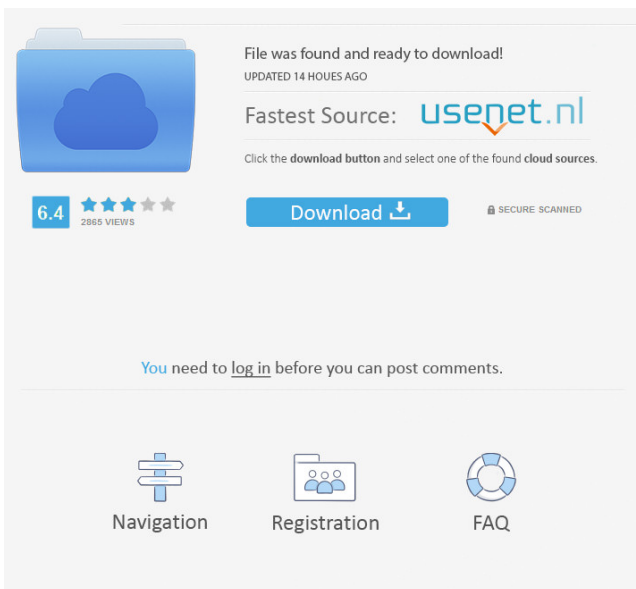 File was found and ready to download!
UPDATED 14 HOUES AGO
Fastest Source: usenet.nl
Click the download button and select one of the found cloud sources.
6.4
2865 VIEWS
Download
SECURE SCANNED
You need to log in before you can post comments.
Navigation
Registration
FAQ